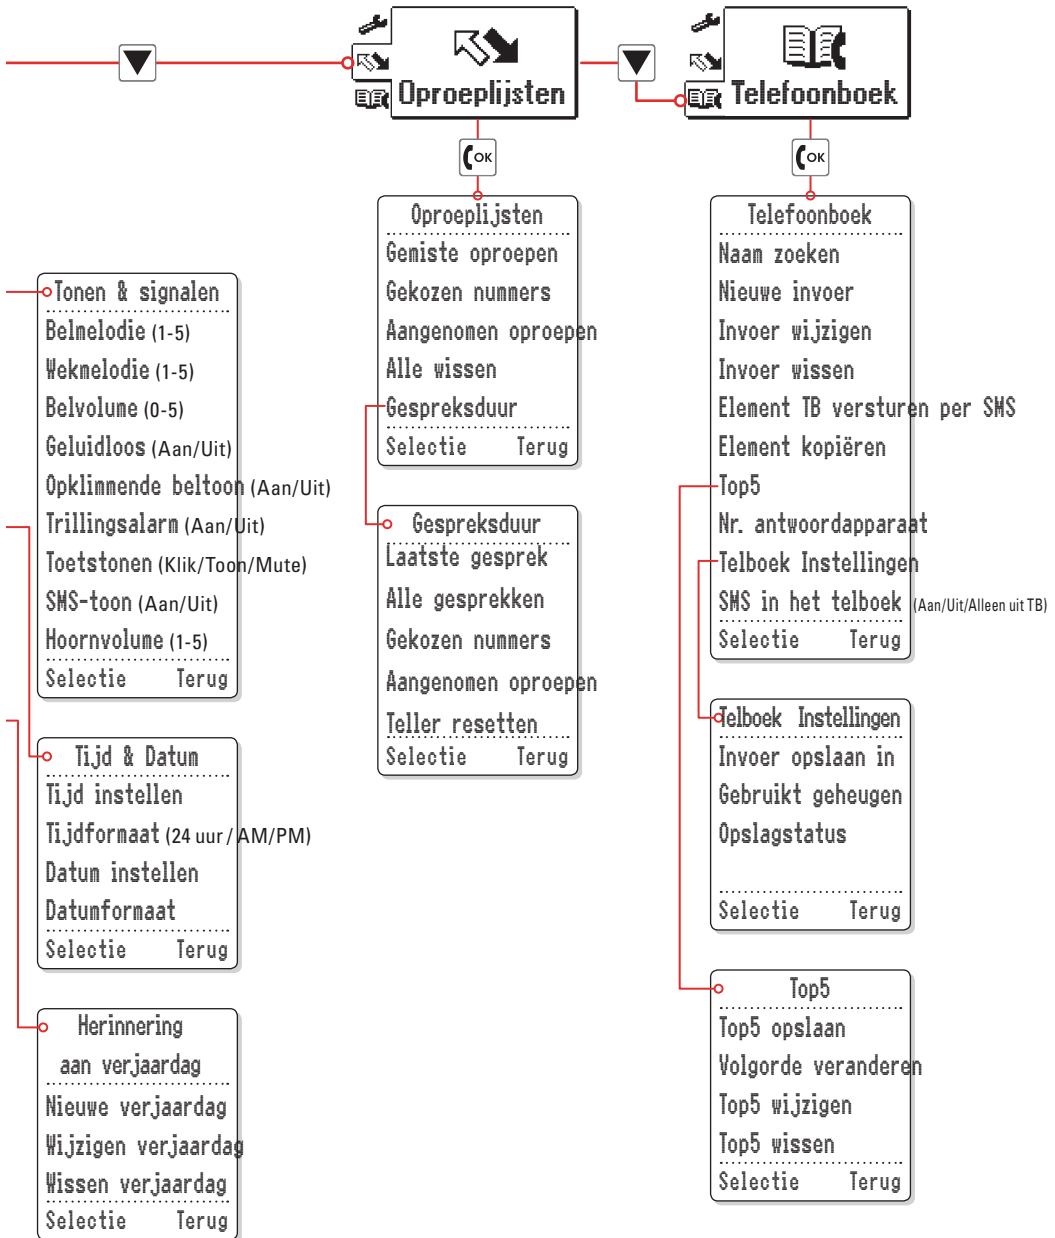 Oproeplijsten
Telefoonboek
OK
OK
Tonen & signalen
Belmelodie (1-5)
Wekmelodie (1-5)
Belvolume (0-5)
Geluidloos (Aan/Uit)
Opklimmende beltoon (Aan/Uit)
Trillingsalarm (Aan/Uit)
Toetstonen (Klik/Toon/Mute)
SMS-toon (Aan/Uit)
Hoornvolume (1-5)
Selectie Terug
Tijd & Datum
Tijd instellen
Tijdformaat (24 uur / AM/PM)
Datum instellen
Datumformaat
Selectie Terug
Herinnering
aan verjaardag
Nieuwe verjaardag
Wijzigen verjaardag
Wissen verjaardag
Selectie Terug
Oproeplijsten
Gemiste oproepen
Gekozen nummers
Aangenomen oproepen
Alle wissen
Gespreksduur
Selectie Terug
Gespreksduur
Laatste gesprek
Alle gesprekken
Gekozen nummers
Aangenomen oproepen
Teller resetten
Selectie Terug
Telefoonboek
Naam zoeken
Nieuwe invoer
Invoer wijzigen
Invoer wissen
Element TB versturen per SMS
Element kopiëren
Top5
Nr. antwoordapparaat
Telboek Instellingen
SMS in het telboek (Aan/Uit/Alleen uit TB)
Selectie Terug
Telboek Instellingen
Invoer opslaan in
Gebruikt geheugen
Opslagstatus
Selectie Terug
Top5
Top5 opslaan
Volgorde veranderen
Top5 wijzigen
Top5 wissen
Selectie Terug